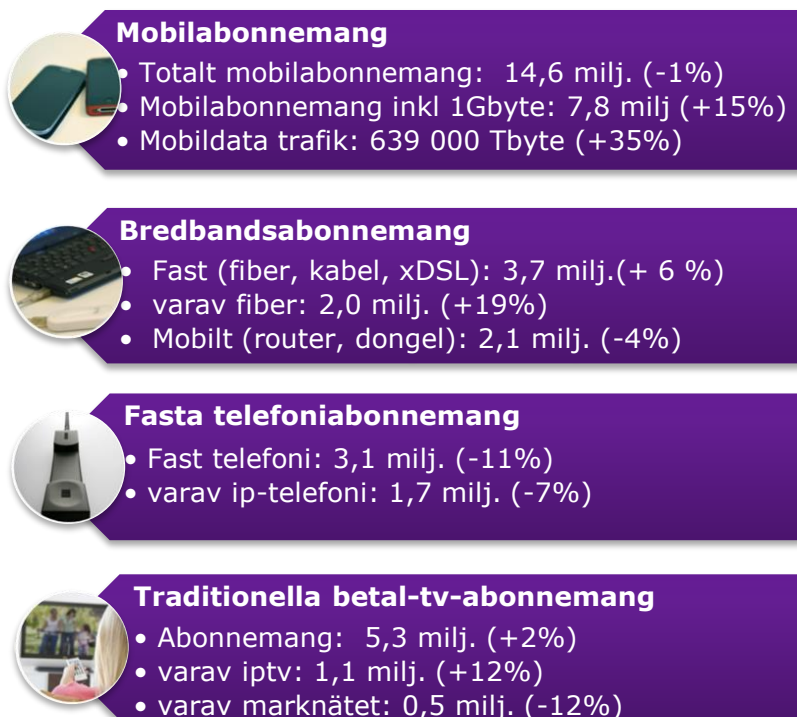 Mobilabonnemang
• Totalt mobilabonnemang:  14,6 milj. (-1%)
• Mobilabonnemang inkl 1Gbyte: 7,8 milj (+15%)
• Mobildata trafik: 639 000 Tbyte (+35%)
Bredbandsabonnemang
• Fast (fiber, kabel, xDSL): 3,7 milj.(+ 6 %)
• varav fiber: 2,0 milj. (+19%)
• Mobilt (router, dongel): 2,1 milj. (-4%)
Fasta telefoniabonnemang
• Fast telefoni: 3,1 milj. (-11%)
• varav ip-telefoni: 1,7 milj. (-7%)
Traditionella betal-tv-abonnemang
• Abonnemang:  5,3 milj. (+2%)
• varav iptv: 1,1 milj. (+12%)
• varav marknätet: 0,5 milj. (-12%)